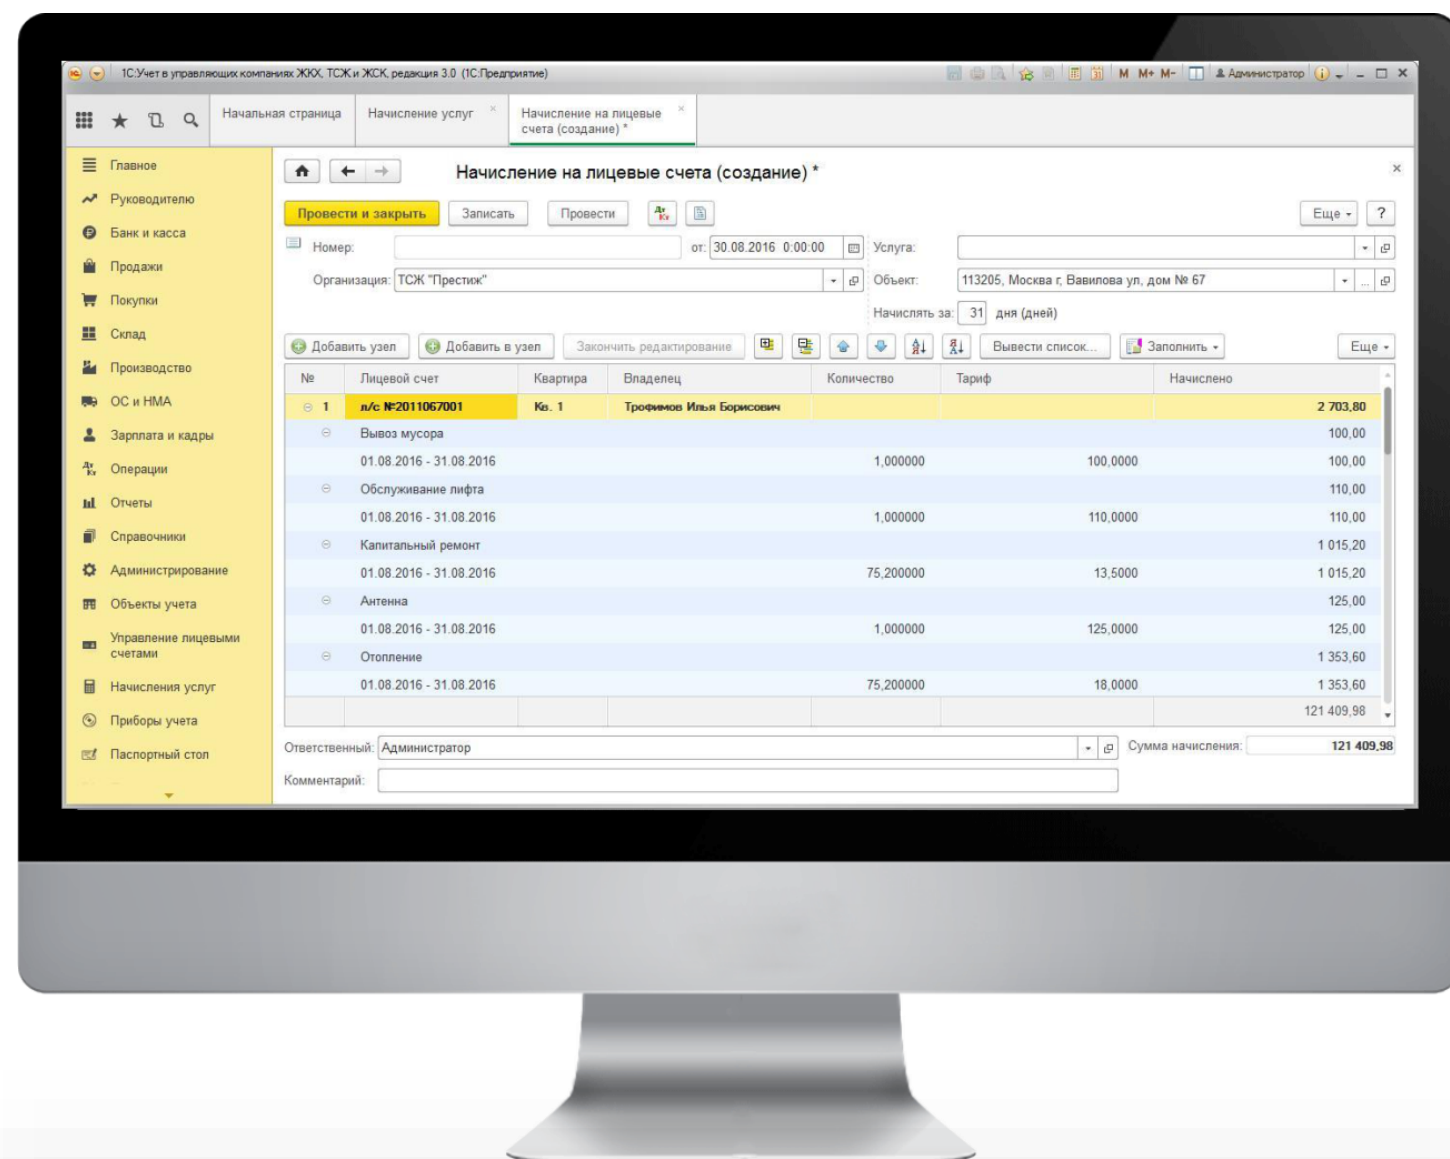 1С:Учет в управляющих компаниях ЖКХ, ТСЖ и ЖСК, редакция 3.0 (1С:Предприятие)
M M+ M- Администратор
Начальная страница Начисление услуг Начисление на лицевые
счета (создание) *
Главное
Руководителю
Банк и касса
Продажи
Покупки
Склад
Производство
ОС и НМА
Зарплата и кадры
Операции
Отчеты
Справочники
Администрирование
Объекты учета
Управление лицевыми
счетами
Начисления услуг
Приборы учета
Паспортный стол
Начисление на лицевые счета (создание) *
Провести и закрыть Записать Провести Дт Кт Еще ?
Номер: от: 30.08.2016 0:00:00 Услуга:
Организация: ТСЖ "Престиж" Объект: 113205, Москва г, Вавилова ул, дом № 67 ...
Начислять за: 31 дня (дней)
Добавить узел Добавить в узел Закончить редактирование Вывести список... Заполнить Еще
№ Лицевой счет Квартира Владелец Количество Тариф Начислено
1 л/с №2011067001 Кв. 1 Трофимов Илья Борисович 2 703,80
Вывоз мусора 100,00
01.08.2016 - 31.08.2016 1,000000 100,0000 100,00
Обслуживание лифта 110,00
01.08.2016 - 31.08.2016 1,000000 110,0000 110,00
Капитальный ремонт 1 015,20
01.08.2016 - 31.08.2016 75,200000 13,5000 1 015,20
Антенна 125,00
01.08.2016 - 31.08.2016 1,000000 125,0000 125,00
Отопление 1 353,60
01.08.2016 - 31.08.2016 75,200000 18,0000 1 353,60
121 409,98
Ответственный: Администратор Сумма начисления: 121 409,98
Комментарий: